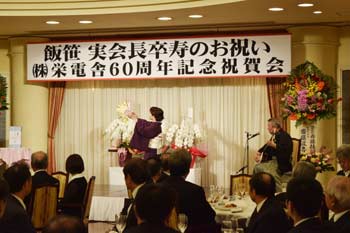 飯笹 実会長卒寿のお祝い
㈱栄電舎60周年記念祝賀会